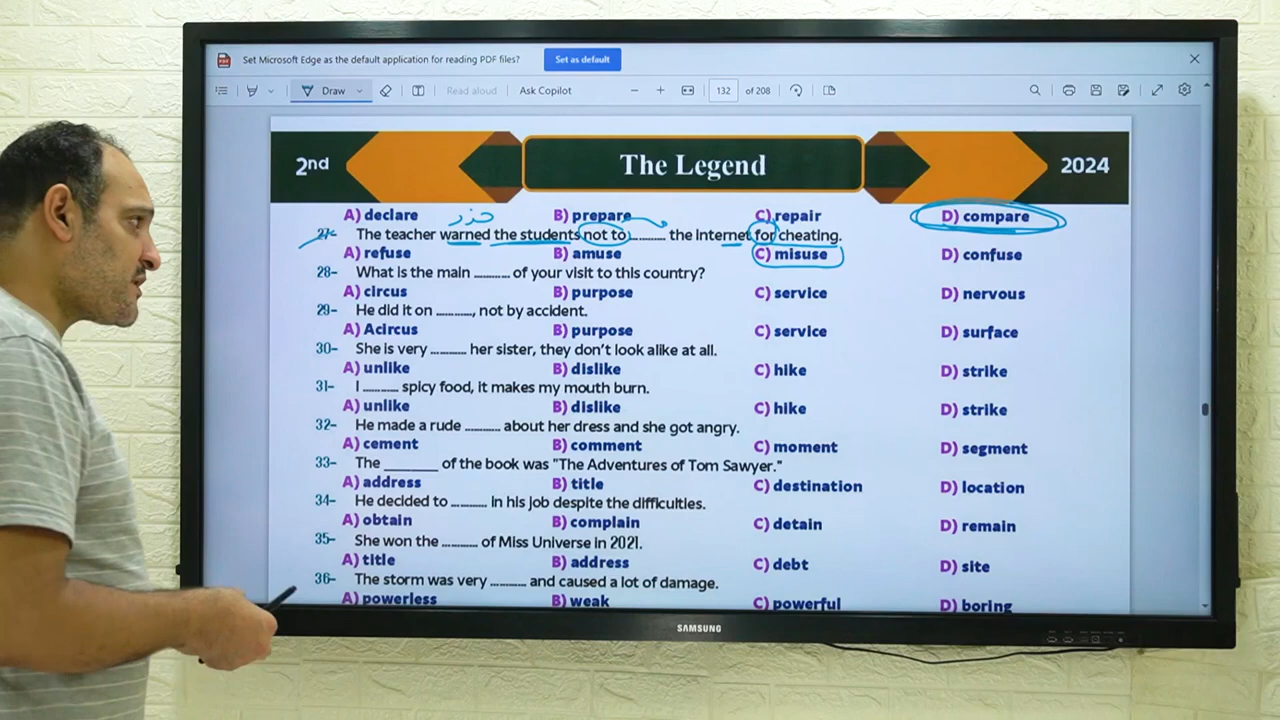 Set Microsoft Edge as the default application for reading PDF files? Set as default
Draw Read aloud Ask Copilot 132 of 208
2nd The Legend 2024
A) declare B) prepare C) repair D) compare
حذر
27- The teacher warned the students not to .......... the internet for cheating.
A) refuse B) amuse C) misuse D) confuse
28- What is the main .......... of your visit to this country?
A) circus B) purpose C) service D) nervous
29- He did it on .........., not by accident.
A) Acircus B) purpose C) service D) surface
30- She is very .......... her sister, they don't look alike at all.
A) unlike B) dislike C) hike D) strike
31- I .......... spicy food, it makes my mouth burn.
A) unlike B) dislike C) hike D) strike
32- He made a rude .......... about her dress and she got angry.
A) cement B) comment C) moment D) segment
33- The ________ of the book was "The Adventures of Tom Sawyer."
A) address B) title C) destination D) location
34- He decided to .......... in his job despite the difficulties.
A) obtain B) complain C) detain D) remain
35- She won the .......... of Miss Universe in 2021.
A) title B) address C) debt D) site
36- The storm was very .......... and caused a lot of damage.
A) powerless B) weak C) powerful D) boring
SAMSUNG